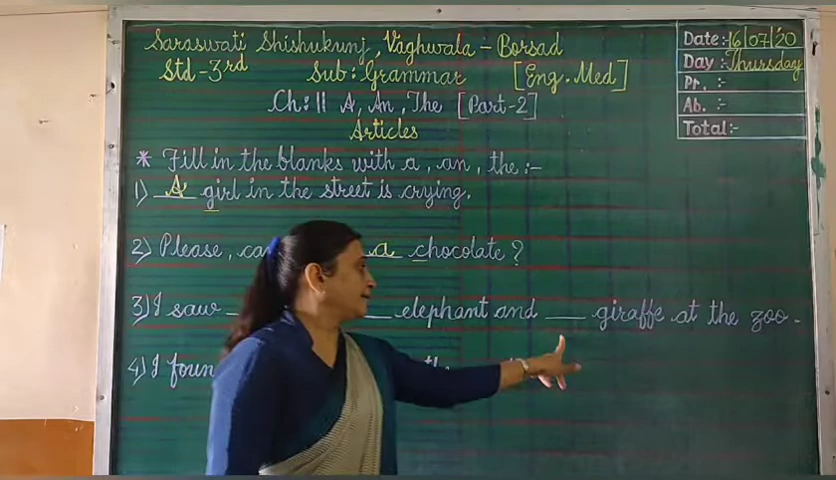 Saraswati Shishukunj, Vaghwala - Borsad
Std - 3rd Sub : Grammar [Eng. Med]
Ch : 11 A, An, The [Part-2]
Articles
* Fill in the blanks with a, an, the :-
1) A girl in the street is crying.
2) Please, ca a chocolate ?
3) I saw elephant and ___ giraffe at the zoo.
4) I foun the
Date :- 16/07/'20
Day :- Thursday
Pr. :-
Ab. :-
Total :-